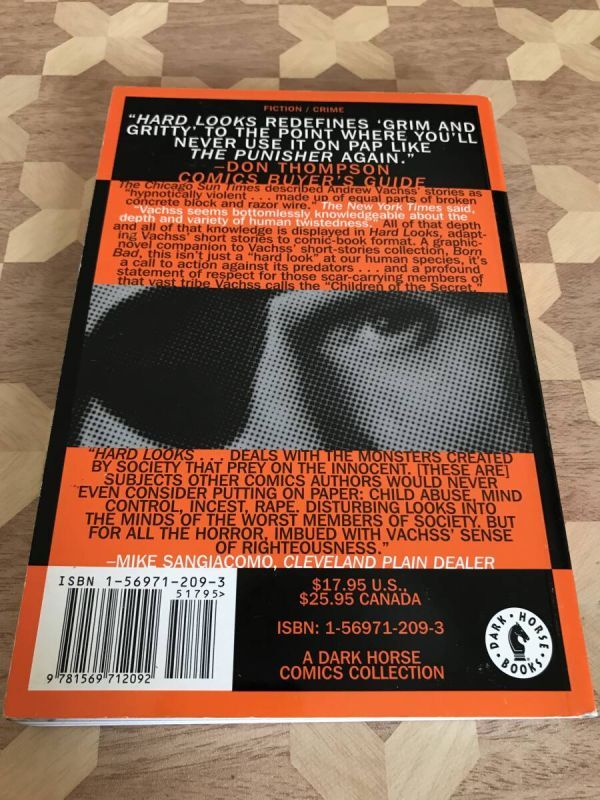 FICTION / CRIME
“HARD LOOKS REDEFINES ‘GRIM AND
GRITTY’ TO THE POINT WHERE YOU’LL
NEVER USE IT ON PAP LIKE
THE PUNISHER AGAIN.”
—DON THOMPSON
COMICS BUYER’S GUIDE
The Chicago Sun Times described Andrew Vachss’ stories as
“hypnotically violent . . . made up of equal parts of broken
concrete block and razor wire.” The New York Times said,
“Vachss seems bottomlessly knowledgeable about the
depth and variety of human twistedness.” All of that depth
and all of that knowledge is displayed in Hard Looks, adapt-
ing Vachss’ short stories to comic-book format. A graphic-
novel companion to Vachss’ short-stories collection, Born
Bad, this isn’t just a “hard look” at our human species, it’s
a call to action against its predators . . . and a profound
statement of respect for those scar-carrying members of
that vast tribe Vachss calls the “Children of the Secret.”
“HARD LOOKS . . . DEALS WITH THE MONSTERS CREATED
BY SOCIETY THAT PREY ON THE INNOCENT. [THESE ARE]
SUBJECTS OTHER COMICS AUTHORS WOULD NEVER
EVEN CONSIDER PUTTING ON PAPER: CHILD ABUSE, MIND
CONTROL, INCEST, RAPE. DISTURBING LOOKS INTO
THE MINDS OF THE WORST MEMBERS OF SOCIETY. BUT
FOR ALL THE HORROR, IMBUED WITH VACHSS’ SENSE
OF RIGHTEOUSNESS.”
—MIKE SANGIACOMO, CLEVELAND PLAIN DEALER
ISBN 1-56971-209-3
51795>
9 781569 712092
$17.95 U.S.,
$25.95 CANADA
ISBN: 1-56971-209-3
A DARK HORSE
COMICS COLLECTION
DARK HORSE
BOOKS